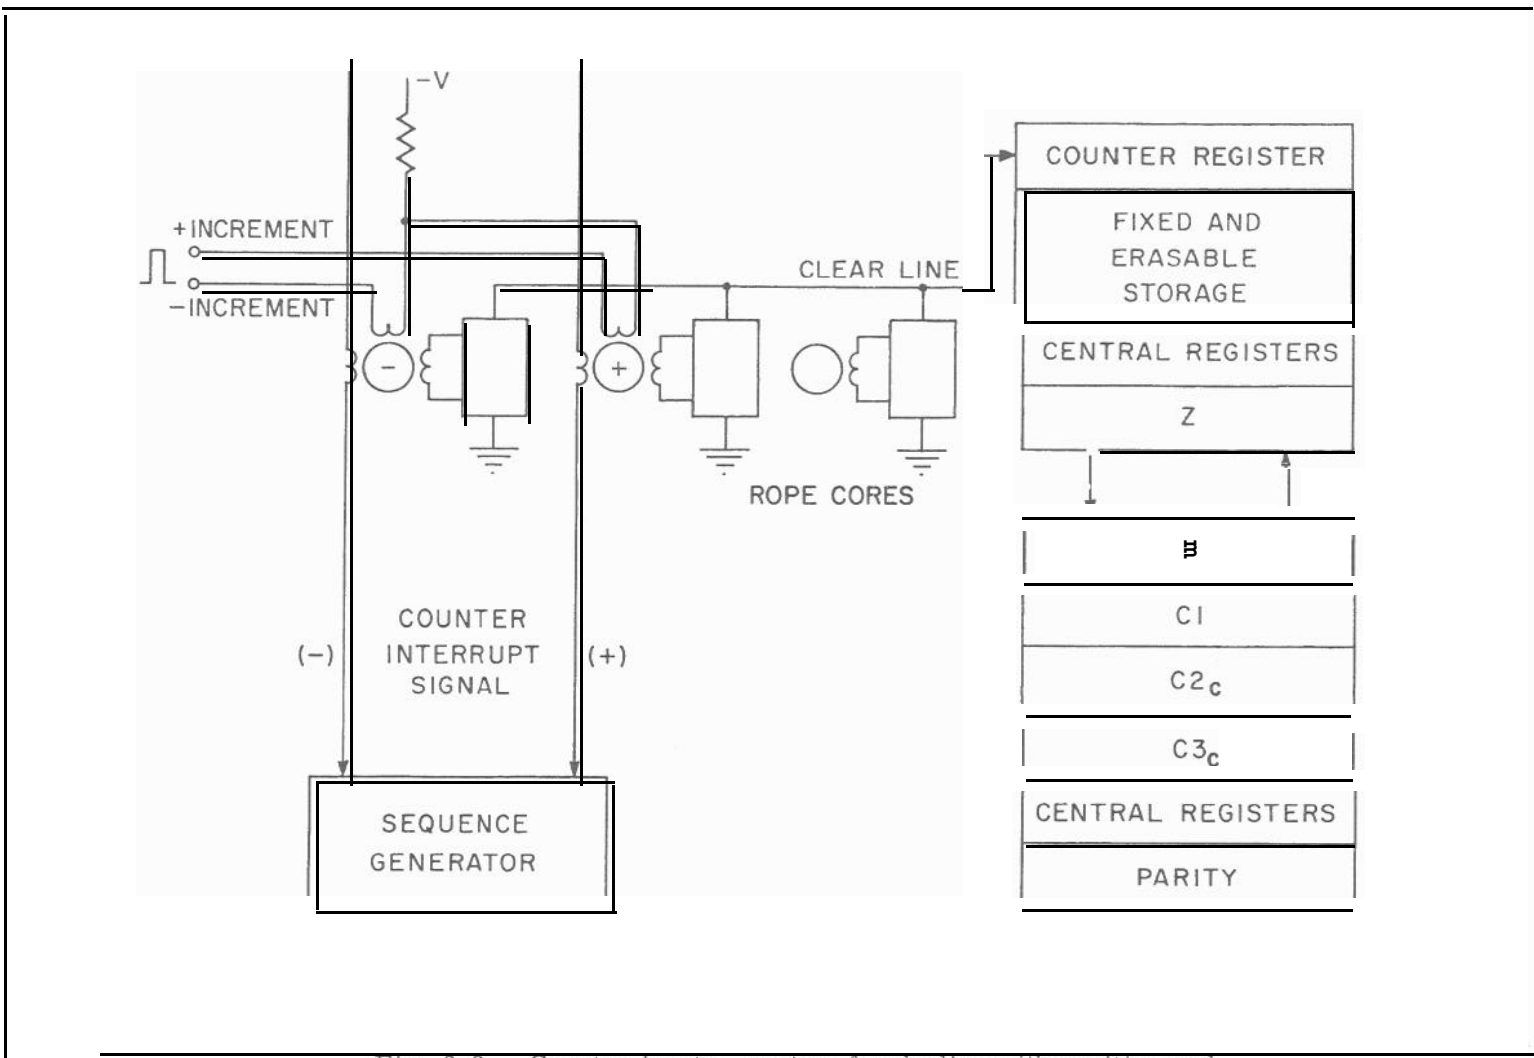 -V
+INCREMENT
-INCREMENT
CLEAR LINE
-
+
ROPE CORES
COUNTER
INTERRUPT
SIGNAL
(-)
(+)
SEQUENCE
GENERATOR
COUNTER REGISTER
FIXED AND
ERASABLE
STORAGE
CENTRAL REGISTERS
Z
m
C1
C2c
C3c
CENTRAL REGISTERS
PARITY